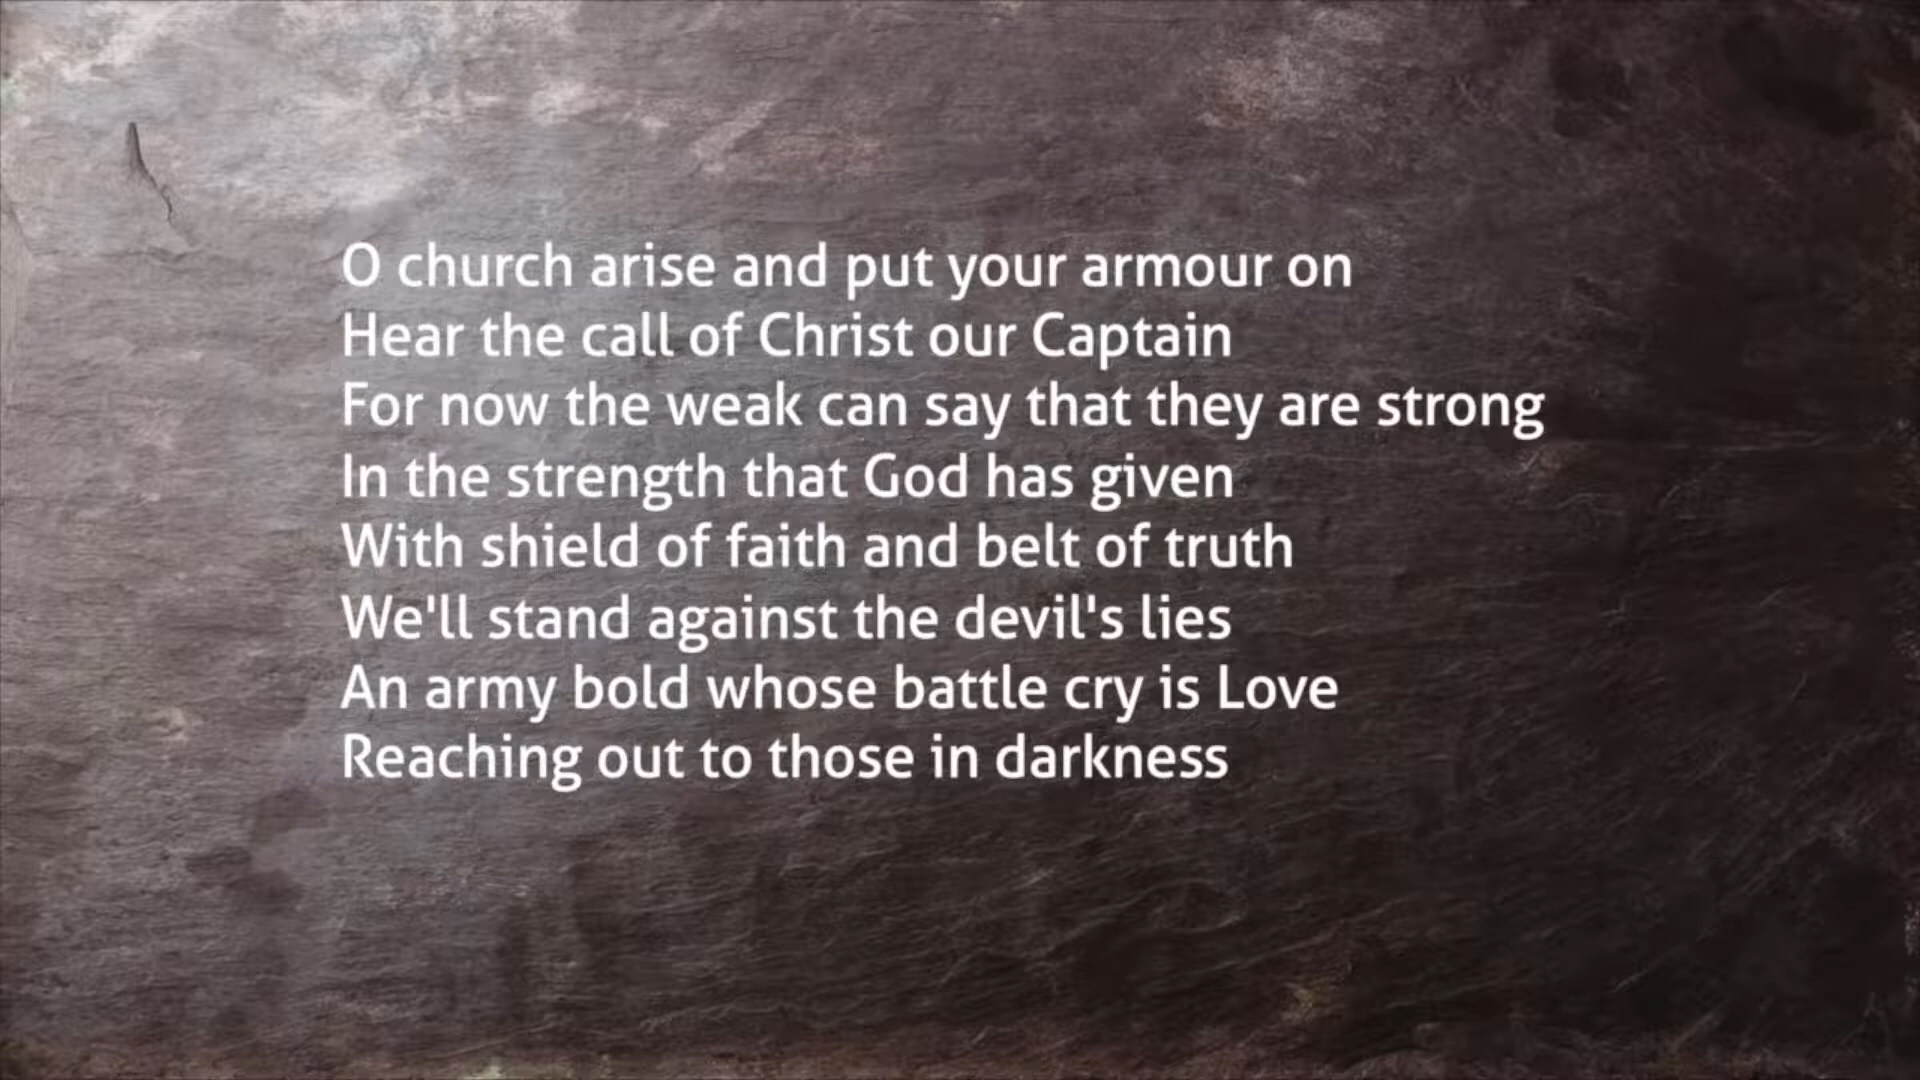 O church arise and put your armour on
Hear the call of Christ our Captain
For now the weak can say that they are strong
In the strength that God has given
With shield of faith and belt of truth
We'll stand against the devil's lies
An army bold whose battle cry is Love
Reaching out to those in darkness